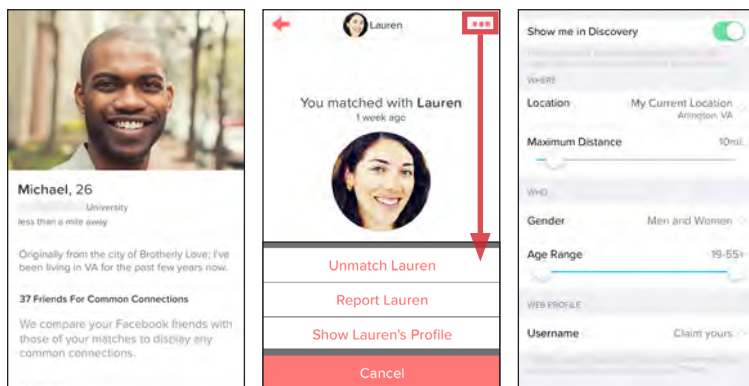 Michael, 26
University
less than a mile away
Originally from the city of Brotherly Love; I've
been living in VA for the past few years now.
37 Friends For Common Connections
We compare your Facebook friends with
those of your matches to display any
common connections.
Lauren
You matched with Lauren
1 week ago
Unmatch Lauren
Report Lauren
Show Lauren's Profile
Cancel
Show me in Discovery
WHERE
Location My Current Location
Arlington, VA
Maximum Distance 10mi.
WHO
Gender Men and Women
Age Range 19-55+
WEB PROFILE
Username Claim yours